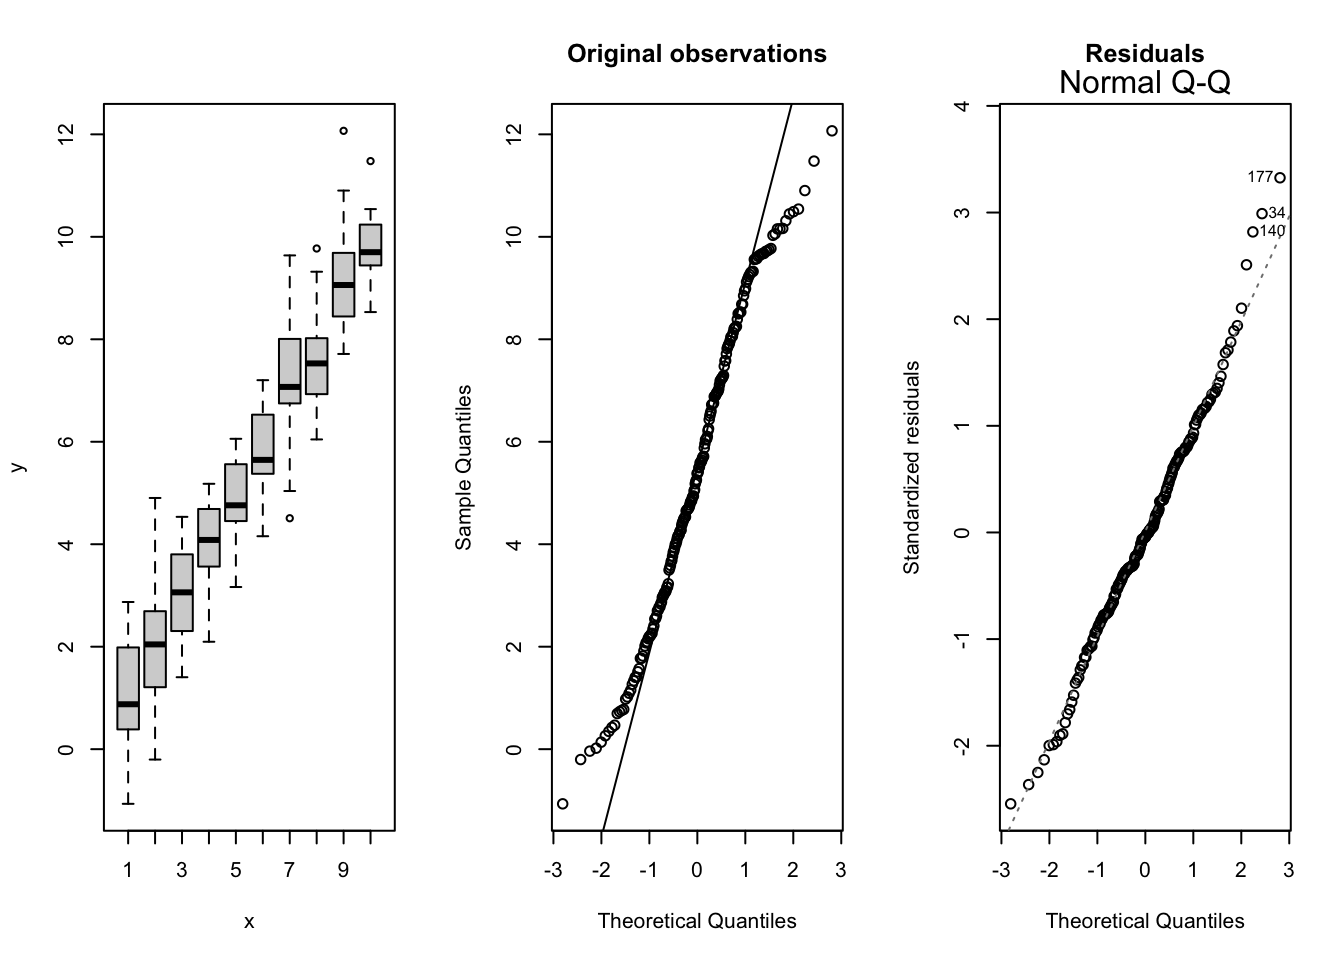 y
12
10
8
6
4
2
0
1 3 5 7 9
x
Original observations
Sample Quantiles
12
10
8
6
4
2
0
-3 -2 -1 0 1 2 3
Theoretical Quantiles
Residuals
Normal Q-Q
Standardized residuals
4
3
2
1
0
-1
-2
177
34
140
-3 -2 -1 0 1 2 3
Theoretical Quantiles